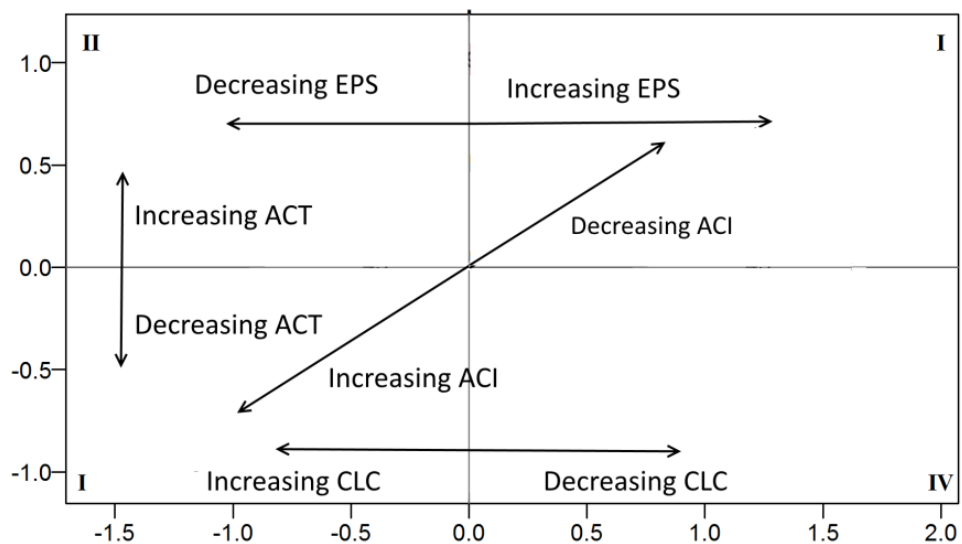 II
I
1.0
Decreasing EPS
Increasing EPS
0.5
Increasing ACT
Decreasing ACI
0.0
Decreasing ACT
-0.5
Increasing ACI
-1.0
I
Increasing CLC
Decreasing CLC
IV
-1.5
-1.0
-0.5
0.0
0.5
1.0
1.5
2.0